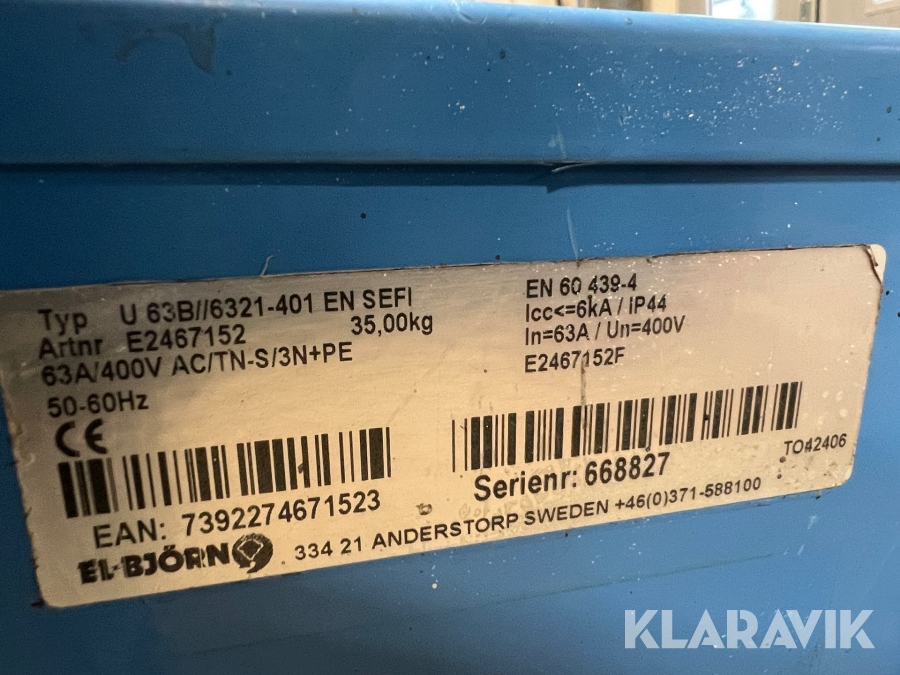 Typ U 63B//6321-401 EN SEFI
Artnr E2467152 35,00kg
63A/400V AC/TN-S/3N+PE
50-60Hz
CE
EAN: 7392274671523
EN 60 439-4
Icc<=6kA / IP44
In=63A / Un=400V
E2467152F
TO42406
Serienr: 668827
EL-BJÖRN 334 21 ANDERSTORP SWEDEN +46(0)371-588100
KLARAVIK